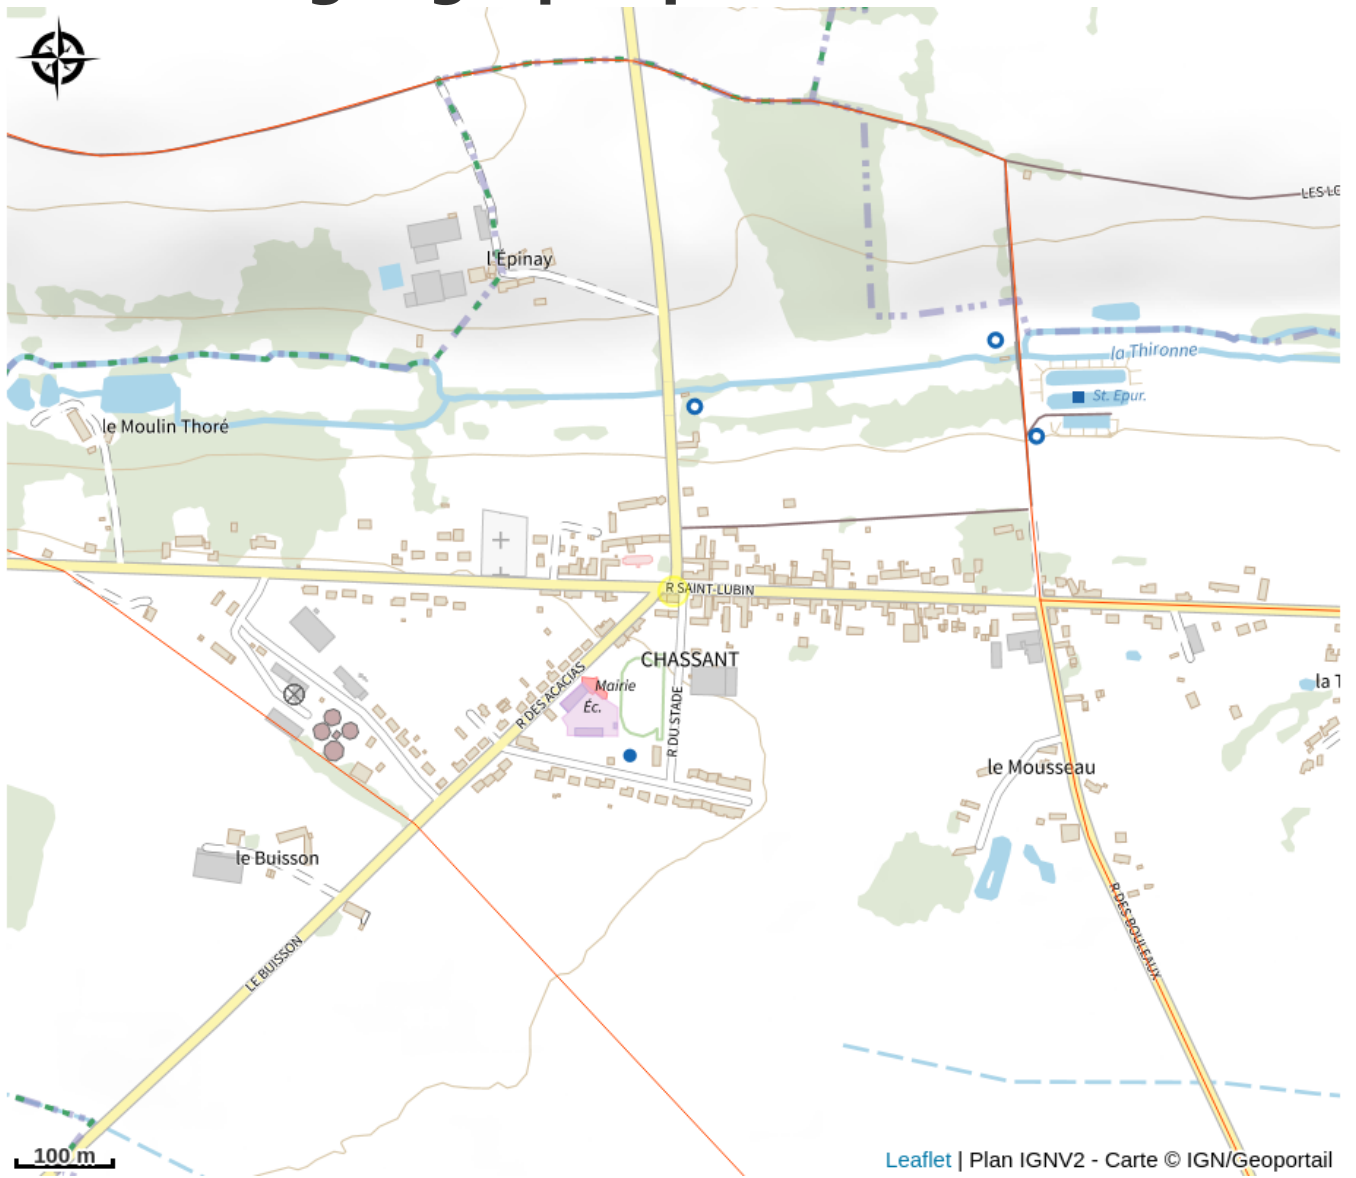 LES LO
l'Épinay
la Thironne
St. Epur.
le Moulin Thoré
R SAINT-LUBIN
CHASSANT
Mairie
Éc.
R DES ACACIAS
R DU STADE
la T
le Mousseau
le Buisson
R DES BOULEAUX
LE BUISSON
100 m
Leaflet | Plan IGNV2 - Carte © IGN/Geoportail